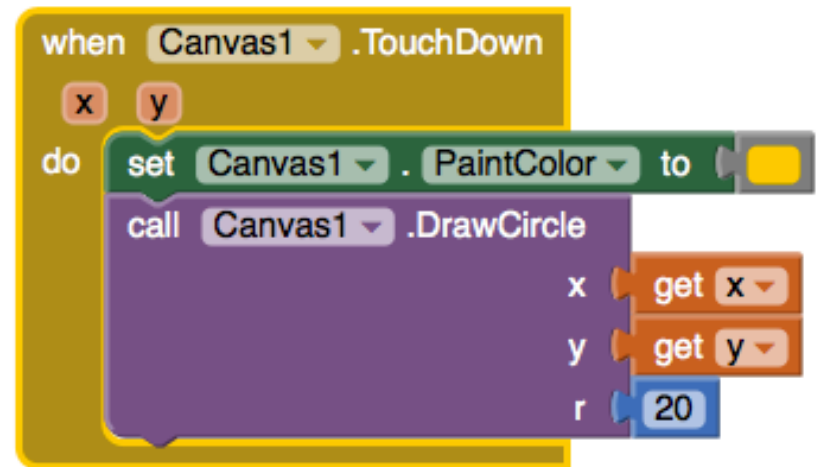 when Canvas1 .TouchDown
x y
do set Canvas1 . PaintColor to
call Canvas1 .DrawCircle
x get x
y get y
r 20